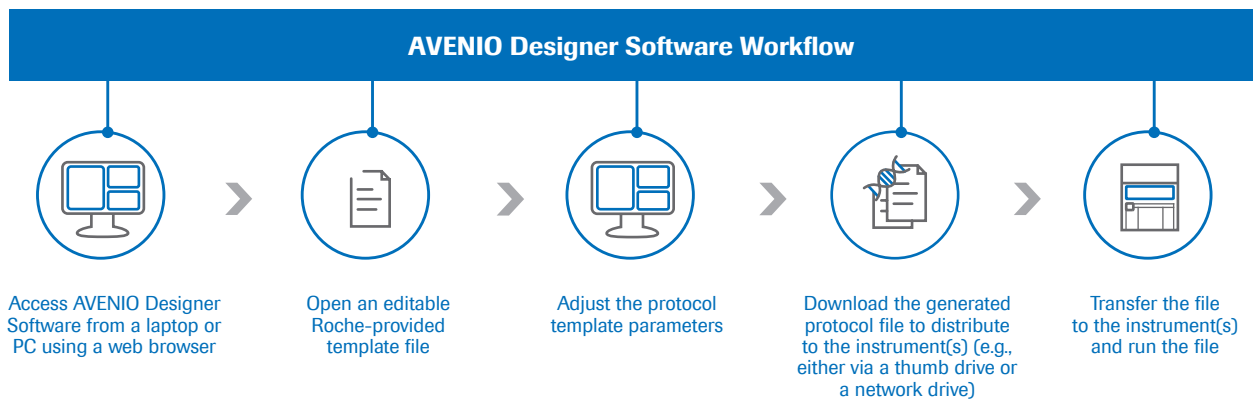 AVENIO Designer Software Workflow
Access AVENIO Designer
Software from a laptop or
PC using a web browser
Open an editable
Roche-provided
template file
Adjust the protocol
template parameters
Download the generated
protocol file to distribute
to the instrument(s) (e.g.,
either via a thumb drive or
a network drive)
Transfer the file
to the instrument(s)
and run the file